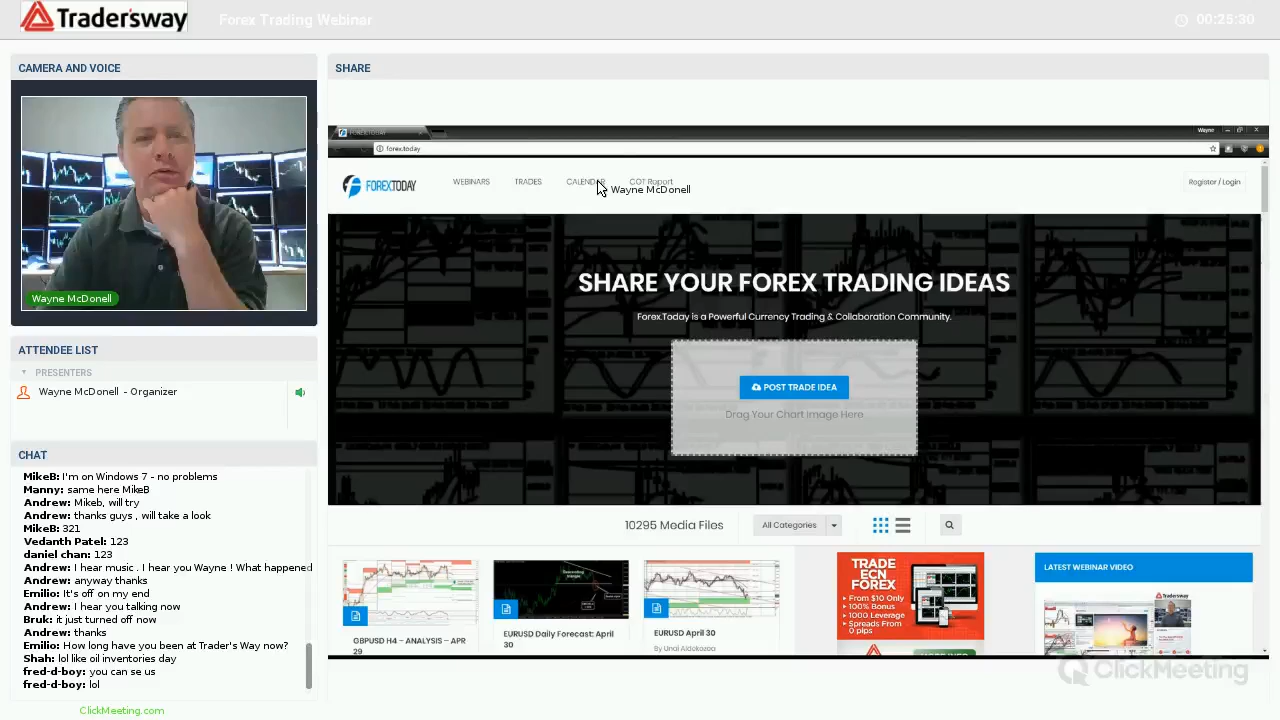 Trader'sway
Forex Trading Webinar
00:25:30
CAMERA AND VOICE
Wayne McDonell
ATTENDEE LIST
PRESENTERS
Wayne McDonell - Organizer
CHAT
MikeB: I'm on Windows 7 - no problems
Manny: same here MikeB
Andrew: Mikeb, will try
Andrew: thanks guys , will take a look
MikeB: 321
Vedanth Patel: 123
daniel chan: 123
Andrew: I hear music . I hear no Wayne ! What happened
Andrew: anyway thanks
Emilio: It's off on my end
Andrew: I hear you talking now
Bruk: it just turned off now
Andrew: thanks
Emilio: How long have you been at Trader's Way now?
Shah: lol like oil inventories day
fred-d-boy: you can se us
fred-d-boy: lol
ClickMeeting.com
SHARE
FOREX.TODAY
Wayne
forex.today
FOREXTODAY
WEBINARS TRADES CALENDAR COT Report
Register / Login
Wayne McDonell
SHARE YOUR FOREX TRADING IDEAS
Forex.Today is a Powerful Currency Trading & Collaboration Community.
POST TRADE IDEA
Drag Your Chart Image Here
10295 Media Files
All Categories
GBPUSD H4 – ANALYSIS – APR
29
EURUSD Daily Forecast: April
30
EURUSD April 30
By Unai Aldekozea
TRADE
ECN
FOREX
• From $10 Only
• 100% Bonus
• 1000 Leverage
• Spreads From
0 pips
LATEST WEBINAR VIDEO
ClickMeeting